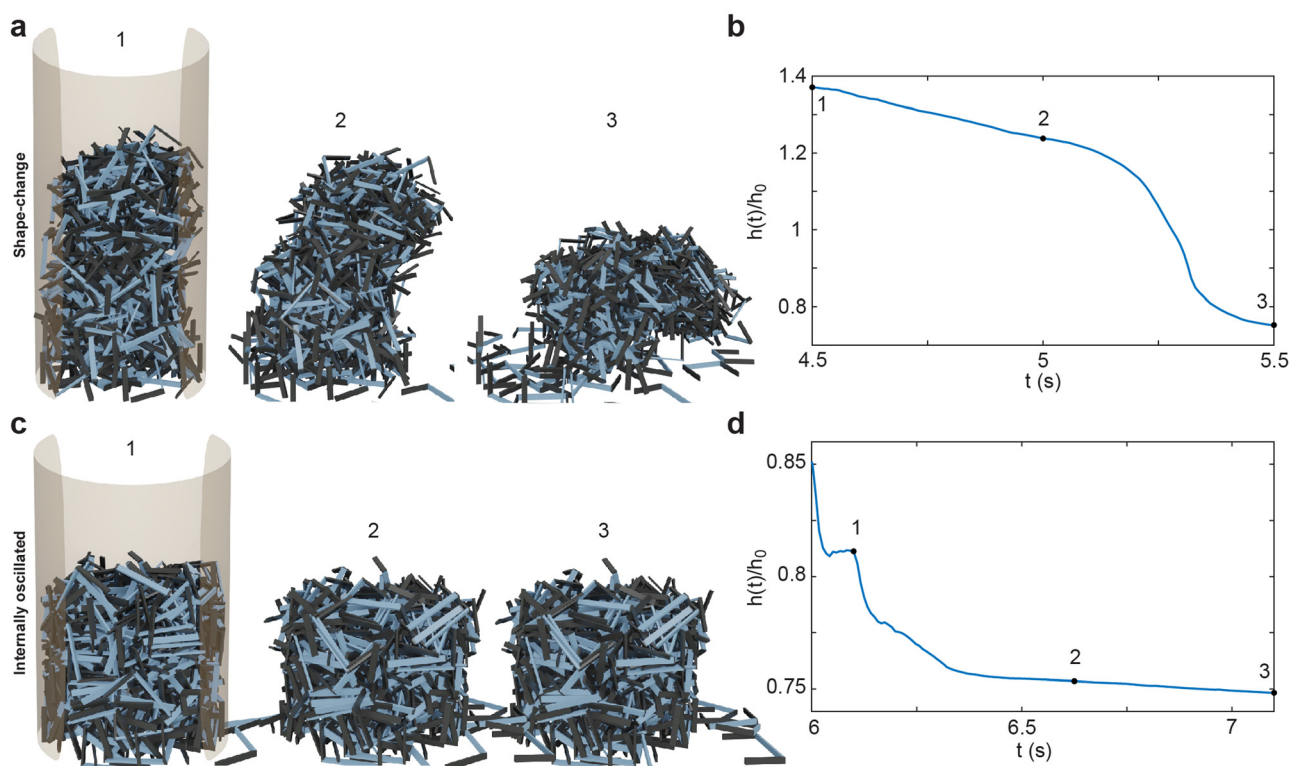 a
1
2
3
Shape-change
b
1.4
1.2
1
0.8
h(t)/h₀
1
2
3
4.5
5
5.5
t (s)
c
1
2
3
Internally oscillated
d
0.85
0.8
0.75
h(t)/h₀
1
2
3
6
6.5
7
t (s)